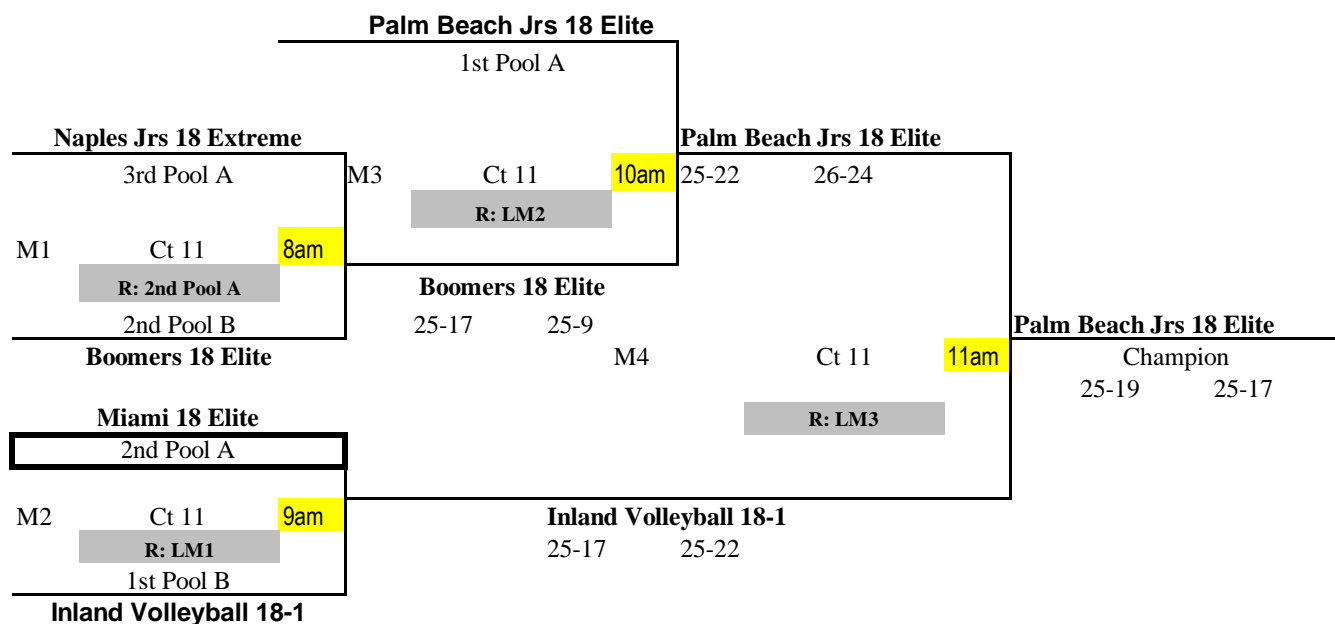 Palm Beach Jrs 18 Elite
1st Pool A
Naples Jrs 18 Extreme Palm Beach Jrs 18 Elite
3rd Pool A M3 Ct 11 10am 25-22 26-24
R: LM2
M1 Ct 11 8am
R: 2nd Pool A Boomers 18 Elite
2nd Pool B 25-17 25-9 Palm Beach Jrs 18 Elite
Boomers 18 Elite M4 Ct 11 11am Champion
25-19 25-17
Miami 18 Elite R: LM3
2nd Pool A
M2 Ct 11 9am Inland Volleyball 18-1
R: LM1 25-17 25-22
1st Pool B
Inland Volleyball 18-1